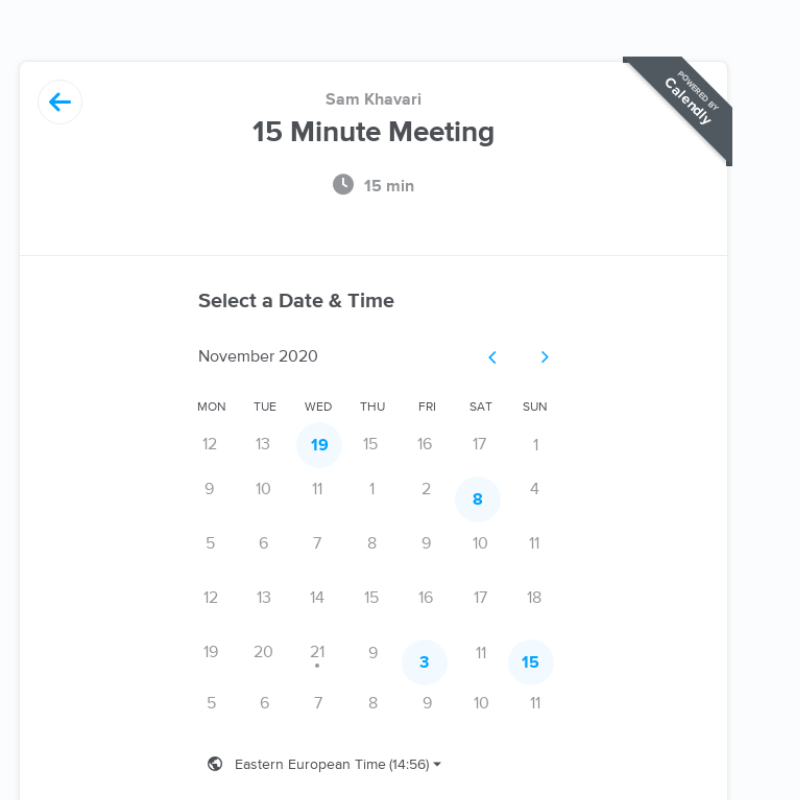 POWERED BY
Calendly
Sam Khavari
15 Minute Meeting
15 min
Select a Date & Time
November 2020
MON TUE WED THU FRI SAT SUN
12 13 19 15 16 17 1
9 10 11 1 2 8 4
5 6 7 8 9 10 11
12 13 14 15 16 17 18
19 20 21 9 3 11 15
5 6 7 8 9 10 11
Eastern European Time (14:56)